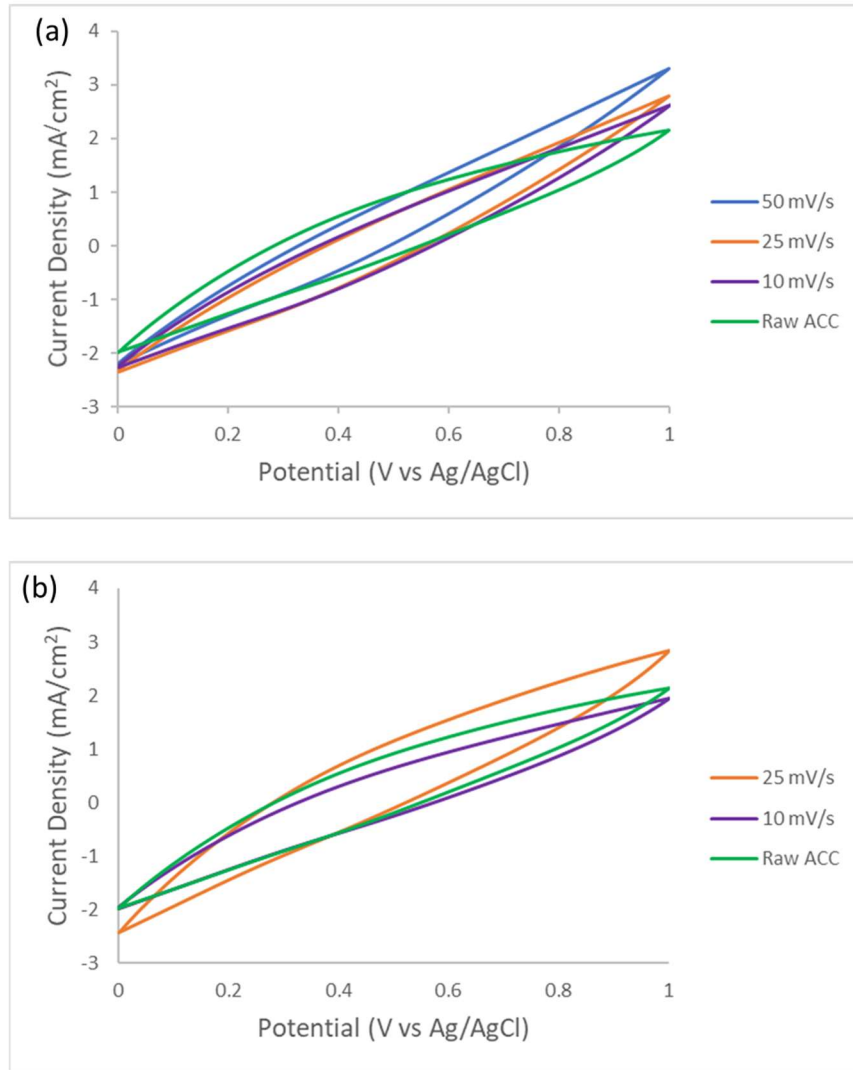 (a)
Current Density (mA/cm²)
4
3
2
1
0
-1
-2
-3
0 0.2 0.4 0.6 0.8 1
Potential (V vs Ag/AgCl)
50 mV/s
25 mV/s
10 mV/s
Raw ACC
(b)
Current Density (mA/cm²)
4
3
2
1
0
-1
-2
-3
0 0.2 0.4 0.6 0.8 1
Potential (V vs Ag/AgCl)
25 mV/s
10 mV/s
Raw ACC